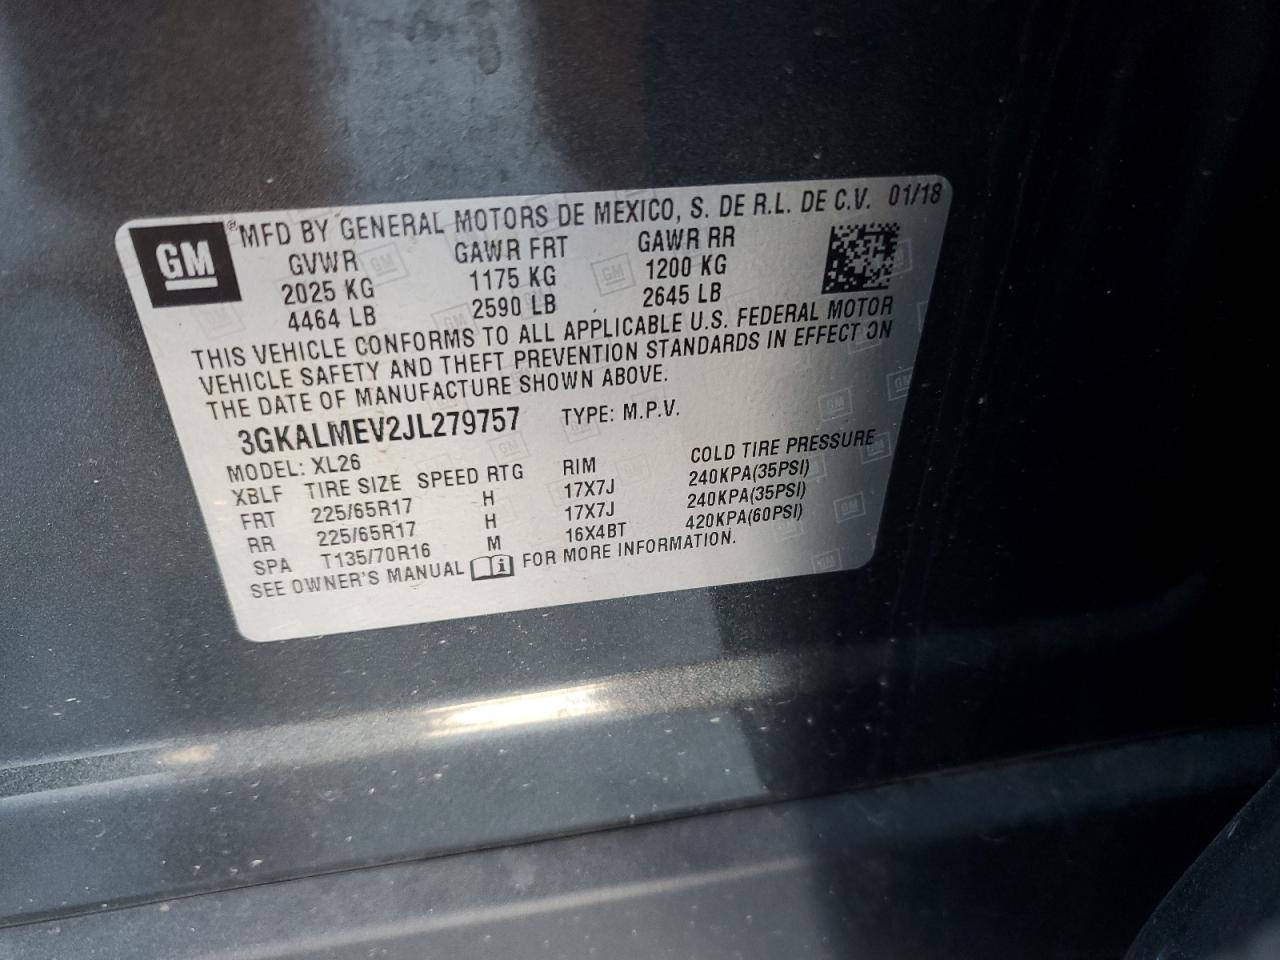 GM
® MFD BY GENERAL MOTORS DE MEXICO, S. DE R.L. DE C.V. 01/18
GVWR GAWR FRT GAWR RR
2025 KG 1175 KG 1200 KG
4464 LB 2590 LB 2645 LB
THIS VEHICLE CONFORMS TO ALL APPLICABLE U.S. FEDERAL MOTOR
VEHICLE SAFETY AND THEFT PREVENTION STANDARDS IN EFFECT ON
THE DATE OF MANUFACTURE SHOWN ABOVE.
3GKALMEV2JL279757 TYPE: M.P.V.
MODEL: XL26
XBLF TIRE SIZE SPEED RTG RIM COLD TIRE PRESSURE
FRT 225/65R17 H 17X7J 240KPA(35PSI)
RR 225/65R17 H 17X7J 240KPA(35PSI)
SPA T135/70R16 M 16X4BT 420KPA(60PSI)
SEE OWNER'S MANUAL FOR MORE INFORMATION.